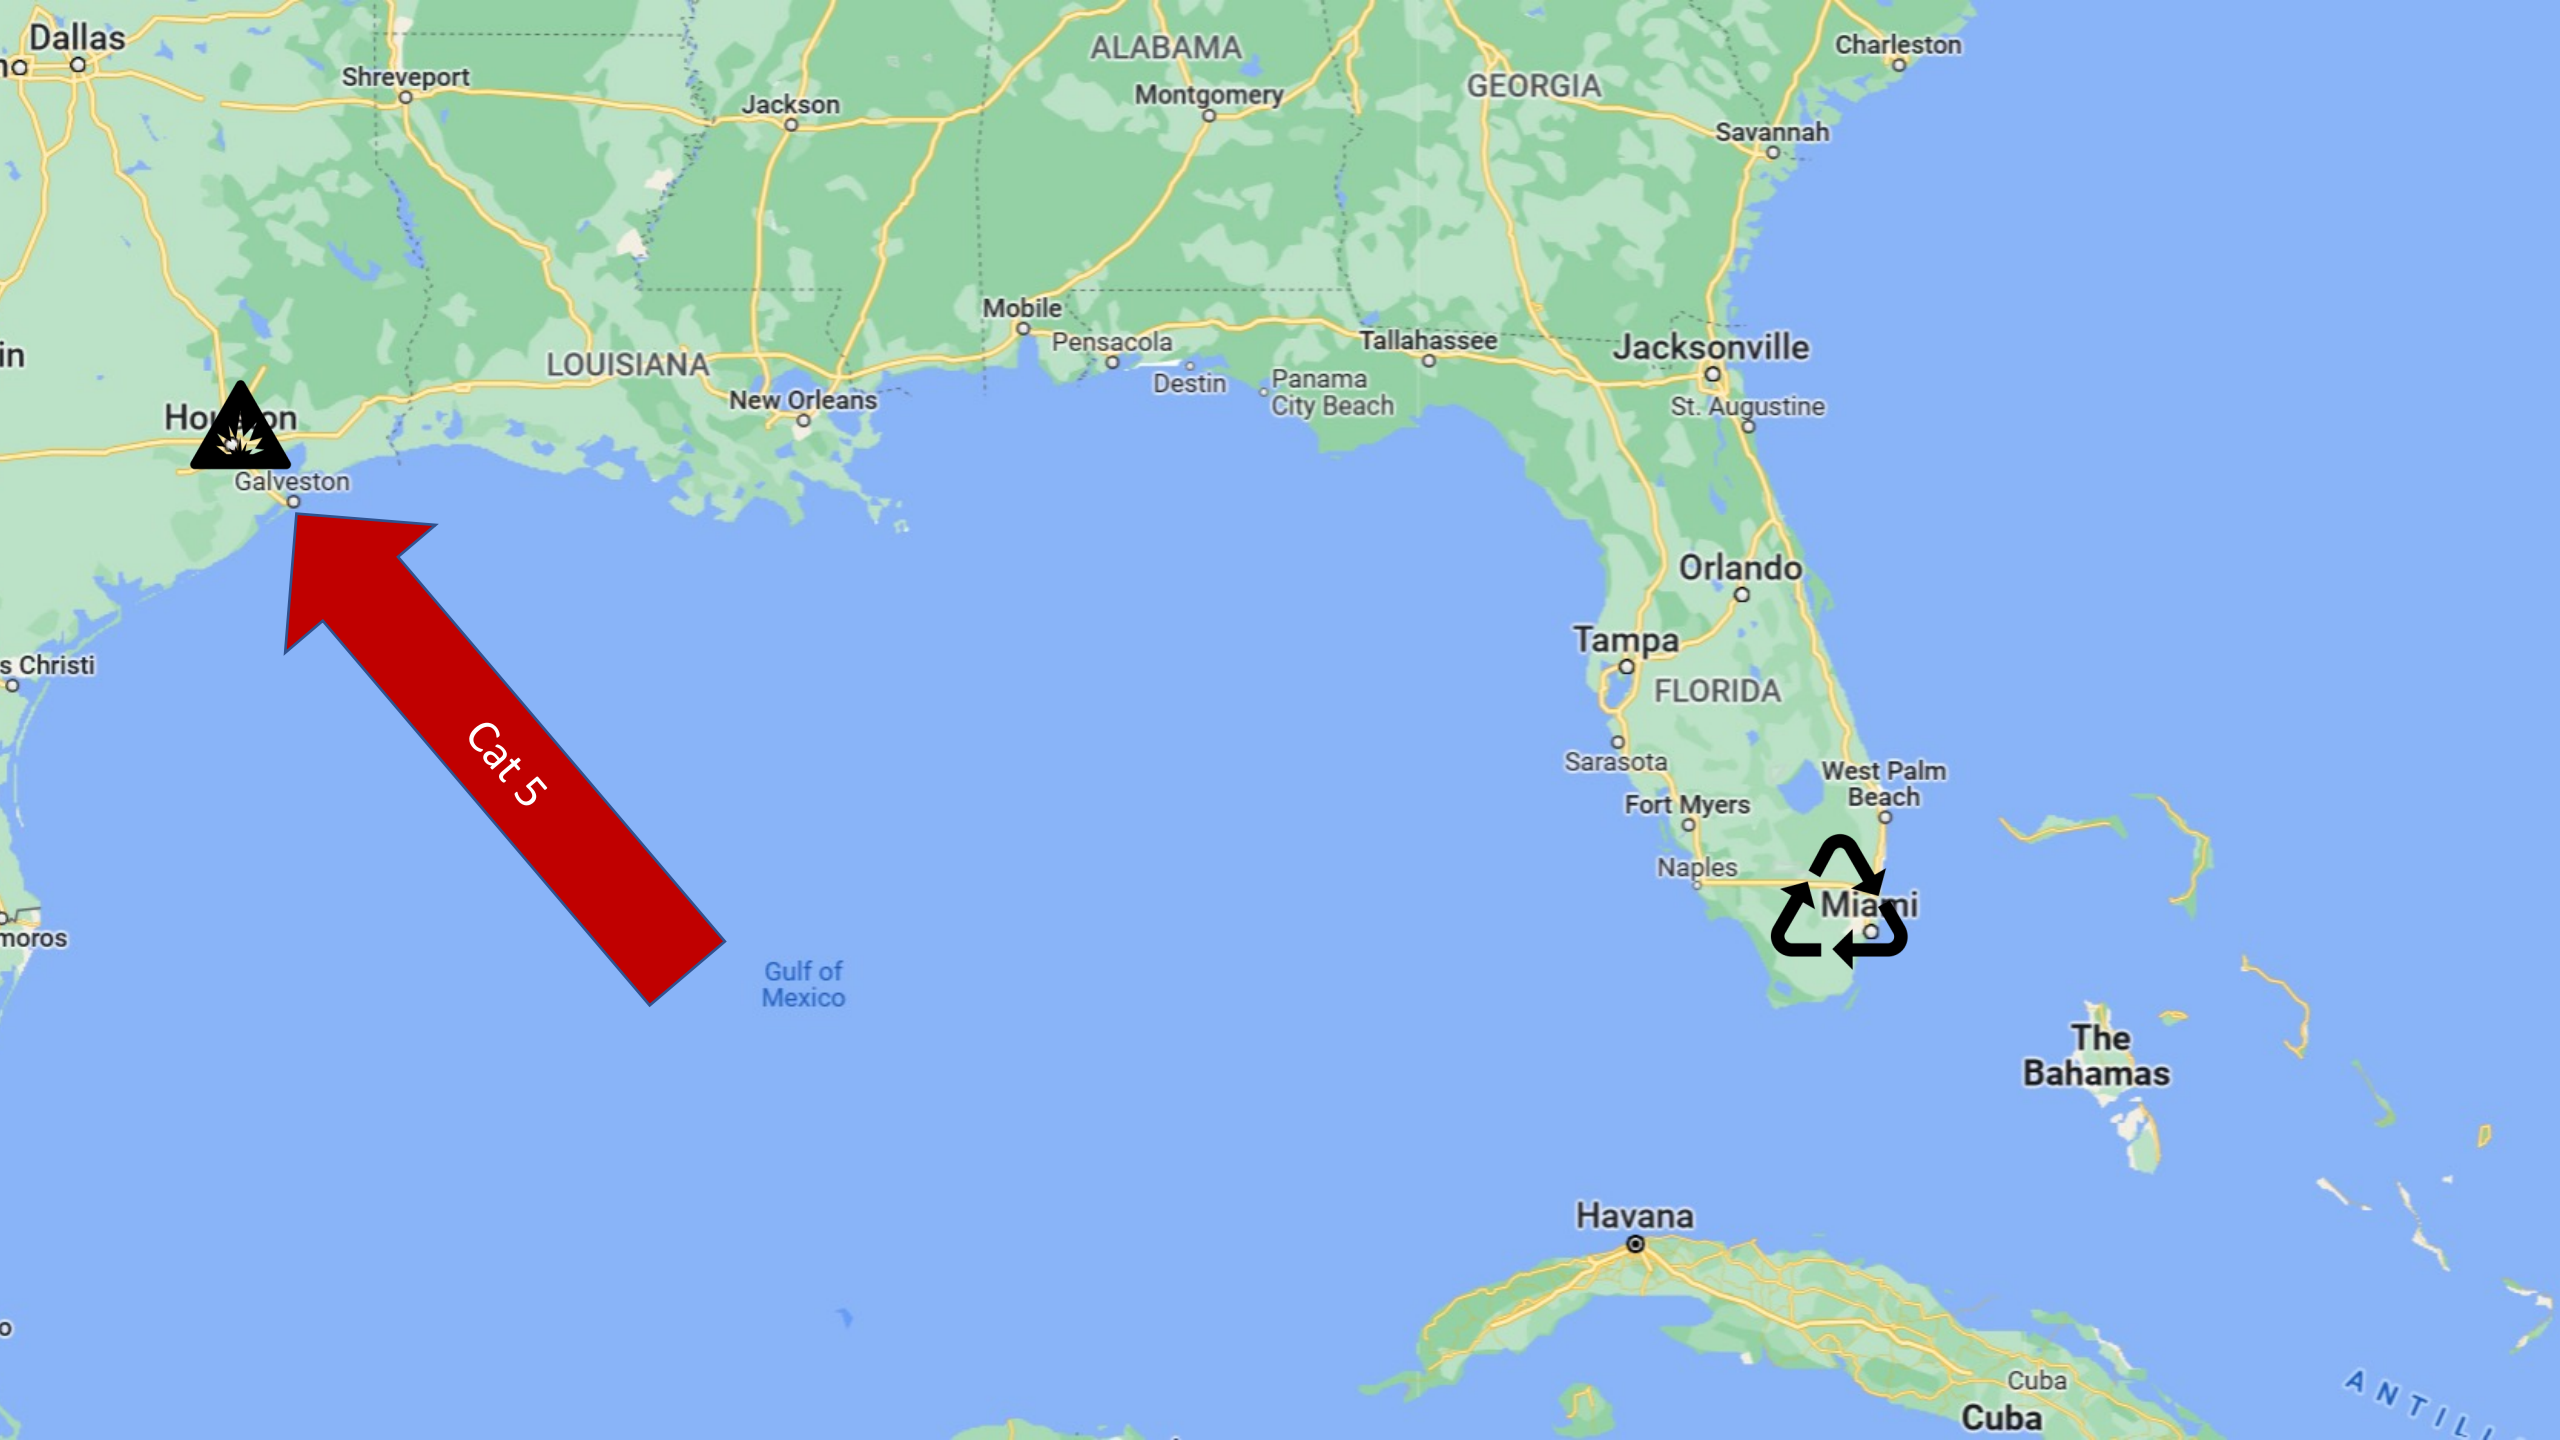 Dallas
Shreveport
Jackson
ALABAMA
Montgomery
GEORGIA
Charleston
Savannah
in
Houston
Galveston
LOUISIANA
New Orleans
Mobile
Pensacola
Destin
Panama
City Beach
Tallahassee
Jacksonville
St. Augustine
Orlando
Tampa
FLORIDA
s Christi
Cat 5
Sarasota
West Palm
Beach
Fort Myers
Naples
Miami
moros
Gulf of
Mexico
The
Bahamas
Havana
o
Cuba
Cuba
ANTILL